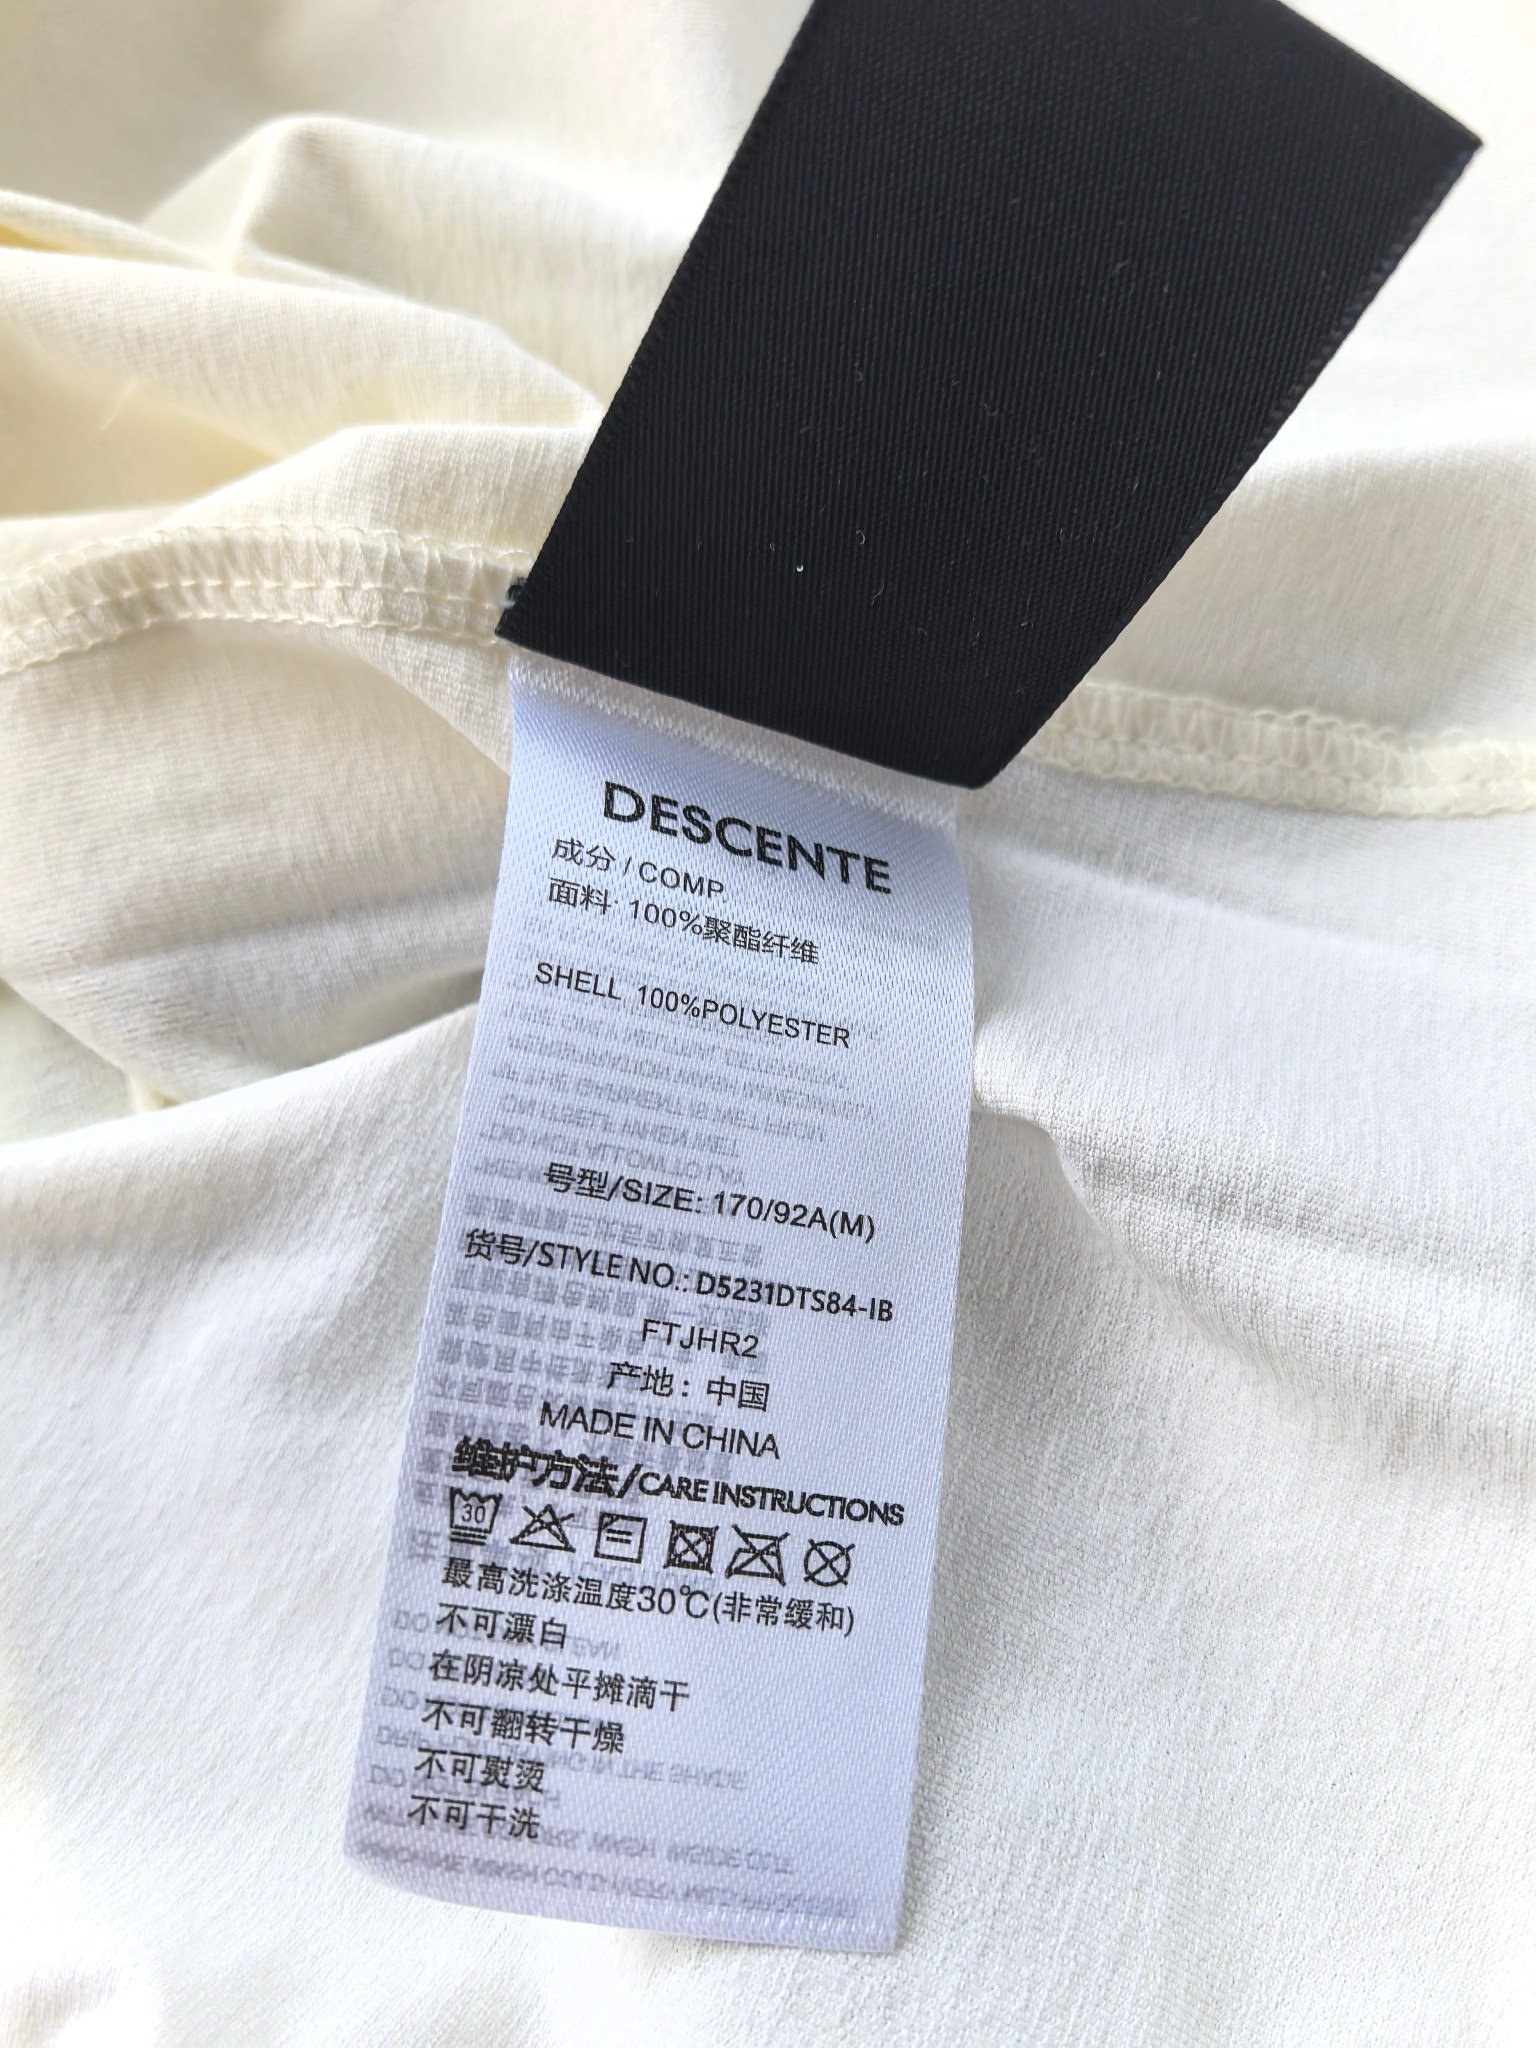 DESCENTE
成分 / COMP.
面料: 100%聚酯纤维
SHELL 100%POLYESTER
号型/SIZE: 170/92A(M)
货号/STYLE NO.: D5231DTS84-IB
FTJHR2
产地：中国
MADE IN CHINA
维护方法/CARE INSTRUCTIONS
30
最高洗涤温度30℃(非常缓和)
不可漂白
在阴凉处平摊滴干
不可翻转干燥
不可熨烫
不可干洗